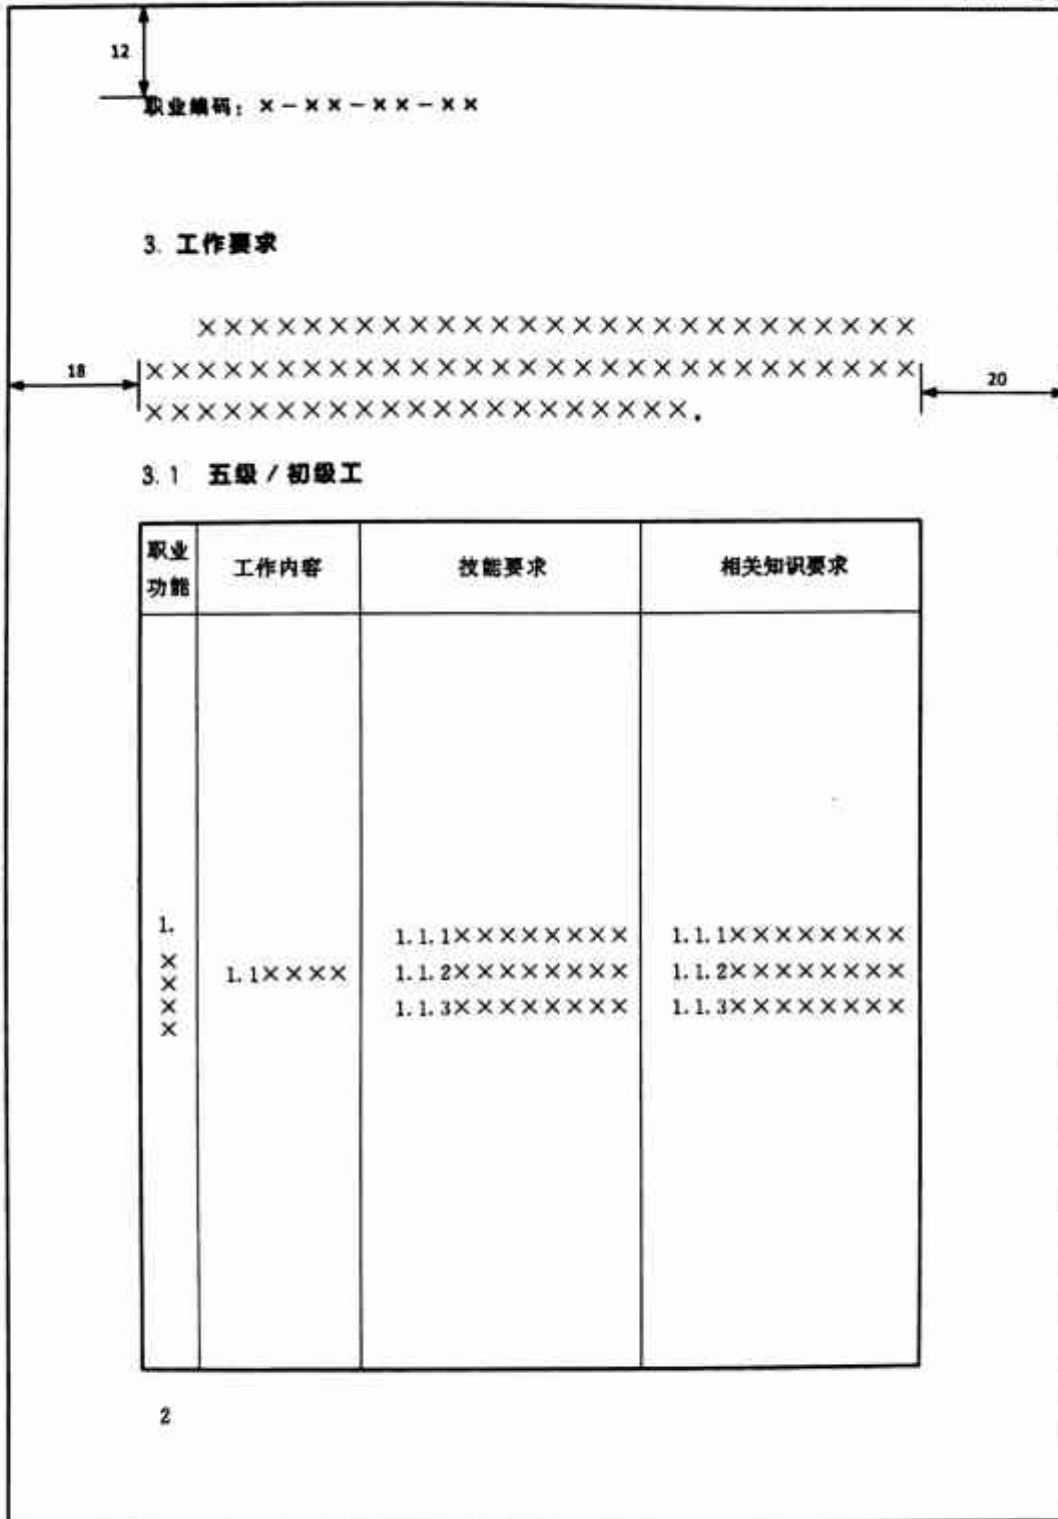 12
职业编码：×－××－××－××
3. 工作要求
×××××××××××××××××××××××××××
18
×××××××××××××××××××××××××××××
20
××××××××××××××××××××。
3.1 五级／初级工
职业
功能
工作内容
技能要求
相关知识要求
1.
×
×
×
×
1.1××××
1.1.1××××××××
1.1.2××××××××
1.1.3××××××××
1.1.1××××××××
1.1.2××××××××
1.1.3××××××××
2